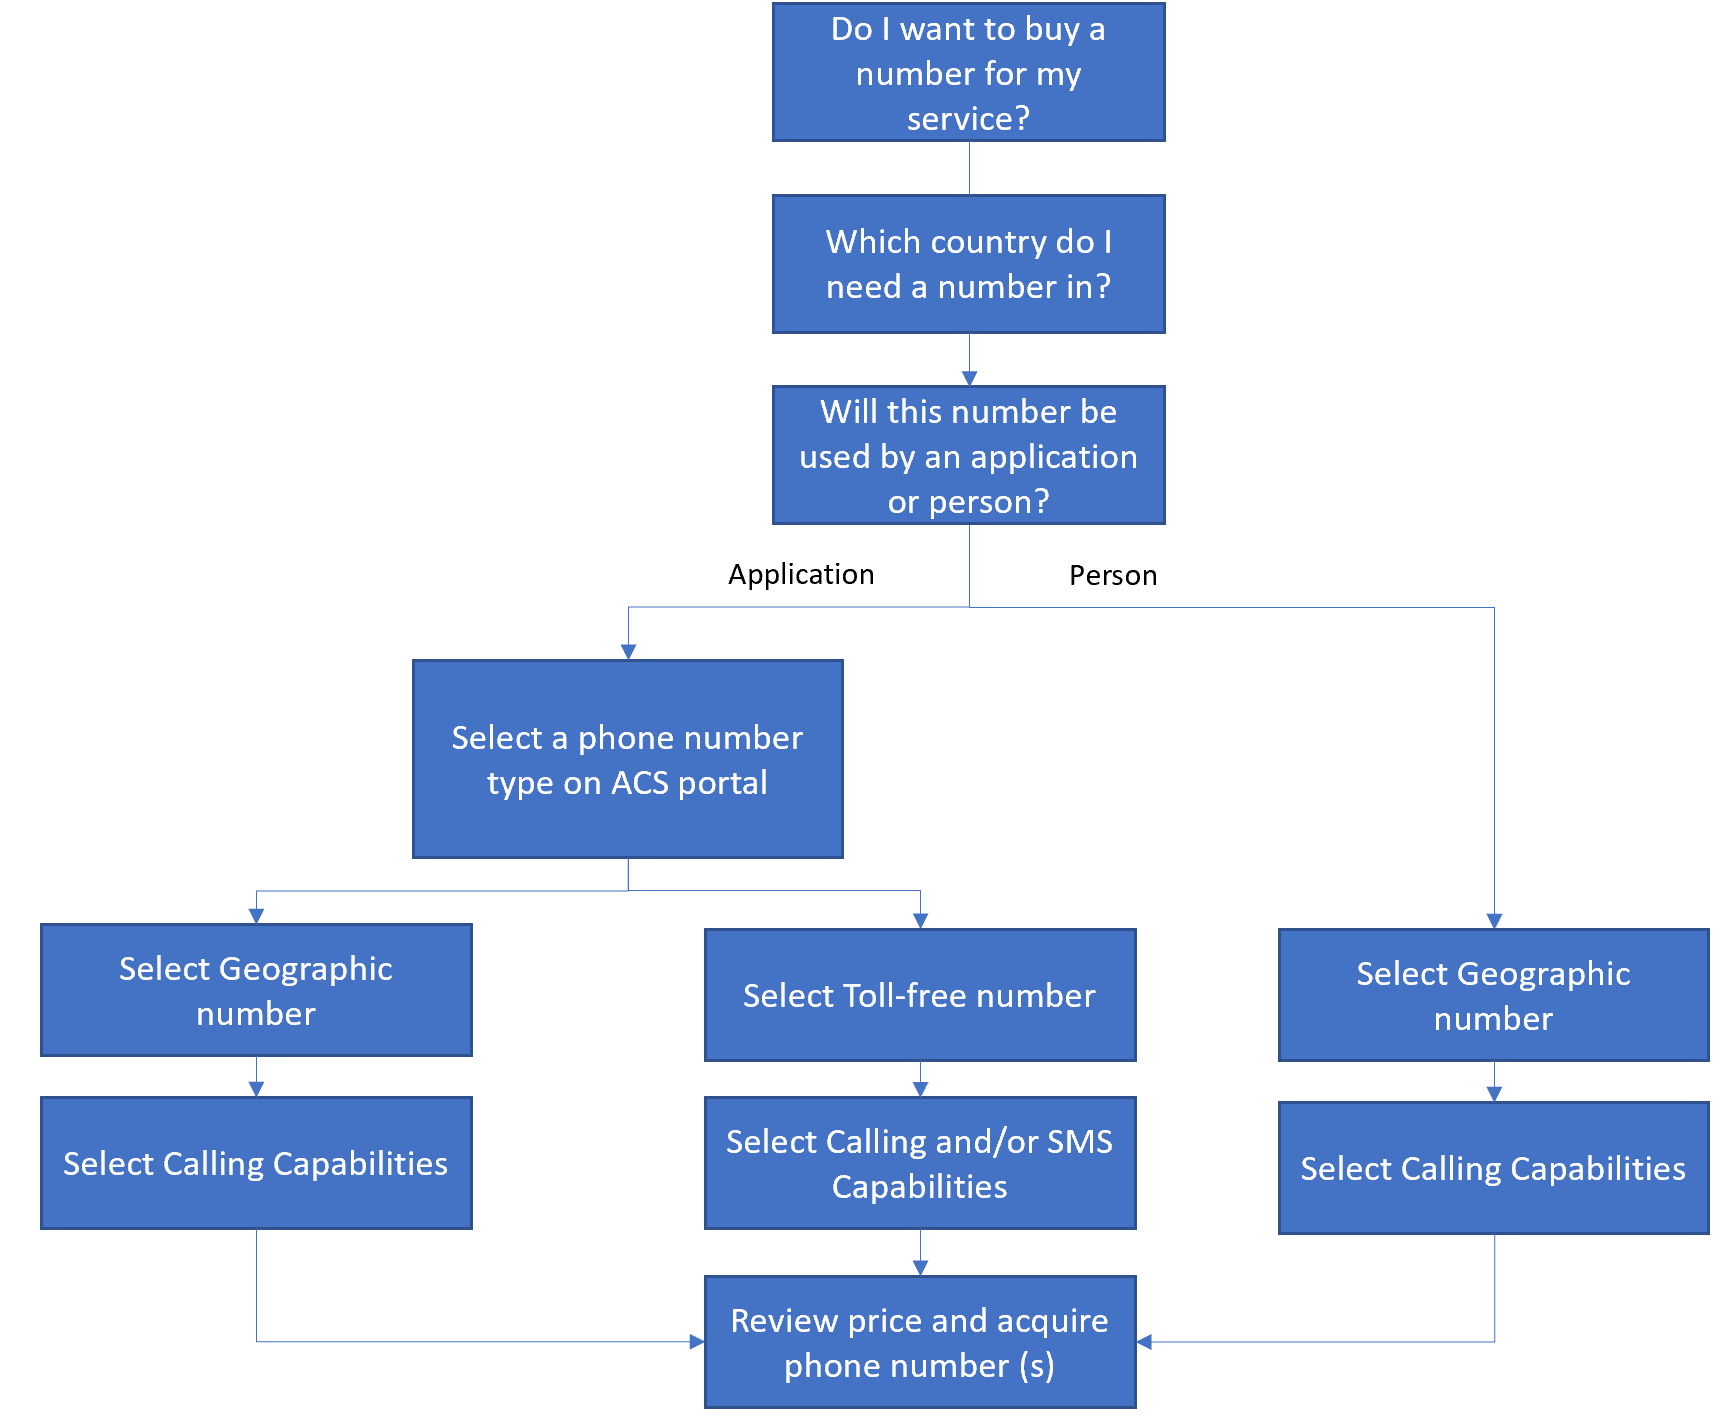 Do I want to buy a
number for my
service?
Which country do I
need a number in?
Will this number be
used by an application
or person?
Application
Person
Select a phone number
type on ACS portal
Select Geographic
number
Select Toll-free number
Select Geographic
number
Select Calling Capabilities
Select Calling and/or SMS
Capabilities
Select Calling Capabilities
Review price and acquire
phone number (s)